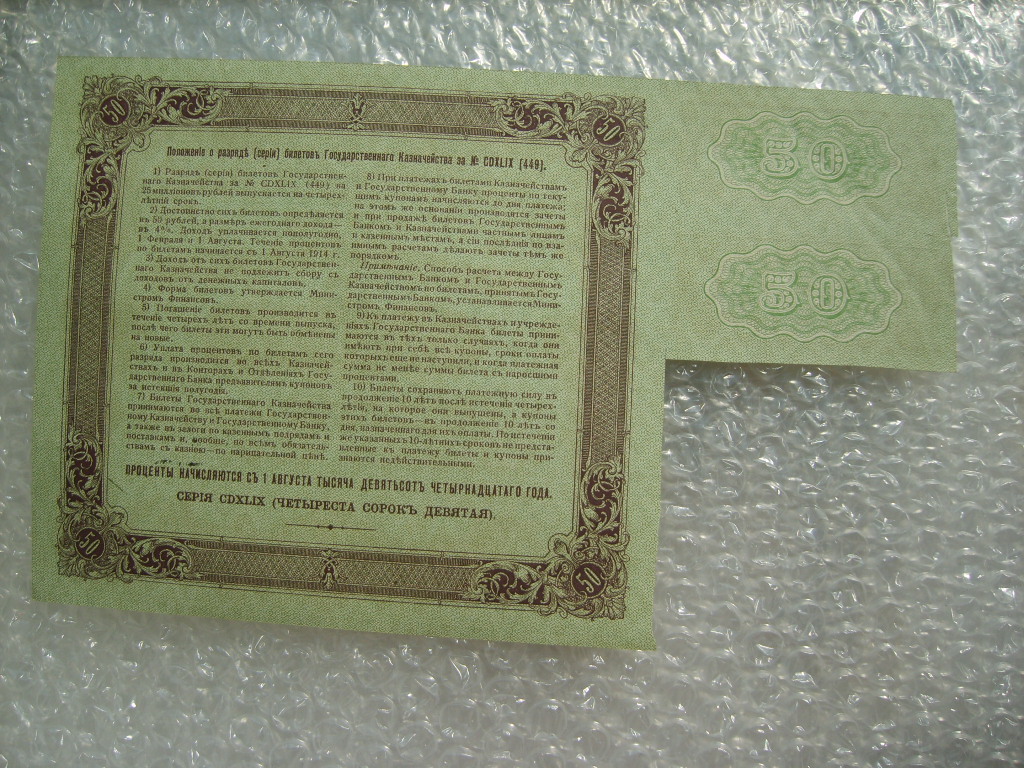 50
50
Положеніе о разрядѣ (серіи) билетовъ Государственнаго Казначейства за № CDXLIX (449).
1) Разрядъ (серія) билетовъ Государствен-
наго Казначейства за № CDXLIX (449) на
25 милліоновъ рублей выпускается на четырех-
лѣтній срокъ.
2) Достоинство сихъ билетовъ опредѣляется
въ 50 рублей, а размѣръ ежегоднаго дохода—
въ 4%. Доходъ уплачивается полугодно,
1 Февраля и 1 Августа. Теченіе процентовъ
по билетамъ начинается съ 1 Августа 1914 г.
3) Доходъ отъ сихъ билетовъ Государствен-
наго Казначейства не подлежитъ сбору съ
доходовъ отъ денежныхъ капиталовъ.
4) Форма билетовъ утверждается Мини-
стромъ Финансовъ.
5) Погашеніе билетовъ производится въ
теченіе четырехъ лѣтъ со времени выпуска,
послѣ чего билеты эти могутъ быть обмѣнены
на новые.
6) Уплата процентовъ по билетамъ сего
разряда производится во всѣхъ Казначей-
ствахъ и въ Конторахъ и Отдѣленіяхъ Госу-
дарственнаго Банка предъявителямъ купоновъ
за истекшія полугодія.
7) Билеты Государственнаго Казначейства
принимаются во всѣ платежи Государствен-
ному Казначейству и Государственному Банку,
а также въ залоги по казеннымъ подрядамъ и
поставкамъ и, вообще, по всѣмъ обязатель-
ствамъ съ казною—по нарицательной цѣнѣ.
8) При платежахъ билетами Казначействамъ
и Государственному Банку проценты по теку-
щимъ купонамъ начисляются до дня платежа;
на этомъ же основаніи производятся зачеты
и при продажѣ билетовъ Государственнымъ
Банкомъ и Казначействами частнымъ лицамъ
и казеннымъ мѣстамъ, а сіи послѣднія по вза-
имнымъ расчетамъ дѣлаютъ зачеты тѣмъ же
порядкомъ.
Примѣчаніе. Способъ расчета между Госу-
дарственнымъ Банкомъ и Государственнымъ
Казначействомъ по билетамъ, принятымъ Госу-
дарственнымъ Банкомъ, устанавливается Мини-
стромъ Финансовъ.
9) Къ платежу въ Казначействахъ и учрежде-
ніяхъ Государственнаго Банка билеты прини-
маются въ тѣхъ только случаяхъ, когда они
имѣютъ при себѣ всѣ купоны, сроки оплаты
которыхъ еще не наступили, и когда платежная
сумма не менѣе суммы билета съ наросшими
процентами.
10) Билеты сохраняютъ платежную силу въ
продолженіе 10 лѣтъ послѣ истеченія четырех-
лѣтія, на которое они выпущены, а купоны
этихъ билетовъ—въ продолженіе 10 лѣтъ со
дня, назначеннаго для ихъ оплаты. По истеченіи
же указанныхъ 10-лѣтнихъ сроковъ не предста-
вленные къ платежу билеты и купоны при-
знаются недѣйствительными.
ПРОЦЕНТЫ НАЧИСЛЯЮТСЯ СЪ 1 АВГУСТА ТЫСЯЧА ДЕВЯТЬСОТЪ ЧЕТЫРНАДЦАТАГО ГОДА.
СЕРІЯ CDXLIX (ЧЕТЫРЕСТА СОРОКЪ ДЕВЯТАЯ).
50
50
50
50